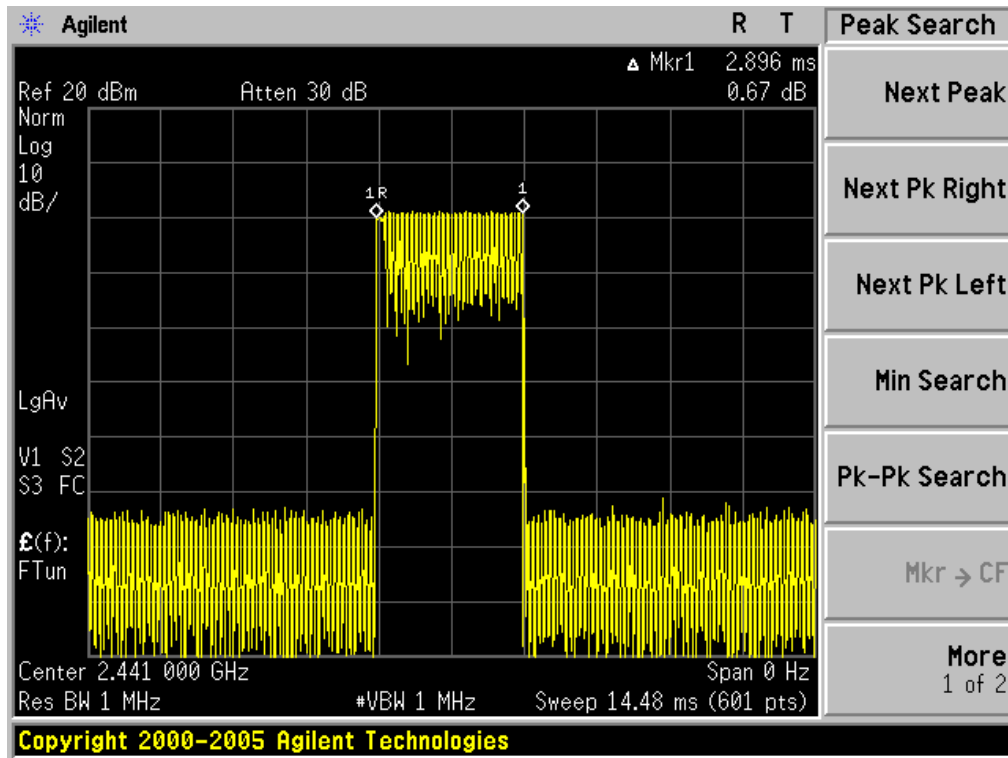 Agilent R T Peak Search
Δ Mkr1 2.896 ms
Ref 20 dBm Atten 30 dB 0.67 dB
Norm
Log
10
dB/
1R 1
LgAv
V1 S2
S3 FC
£(f):
FTun
Center 2.441 000 GHz Span 0 Hz
Res BW 1 MHz #VBW 1 MHz Sweep 14.48 ms (601 pts)
Copyright 2000-2005 Agilent Technologies
Next Peak
Next Pk Right
Next Pk Left
Min Search
Pk-Pk Search
Mkr → CF
More
1 of 2